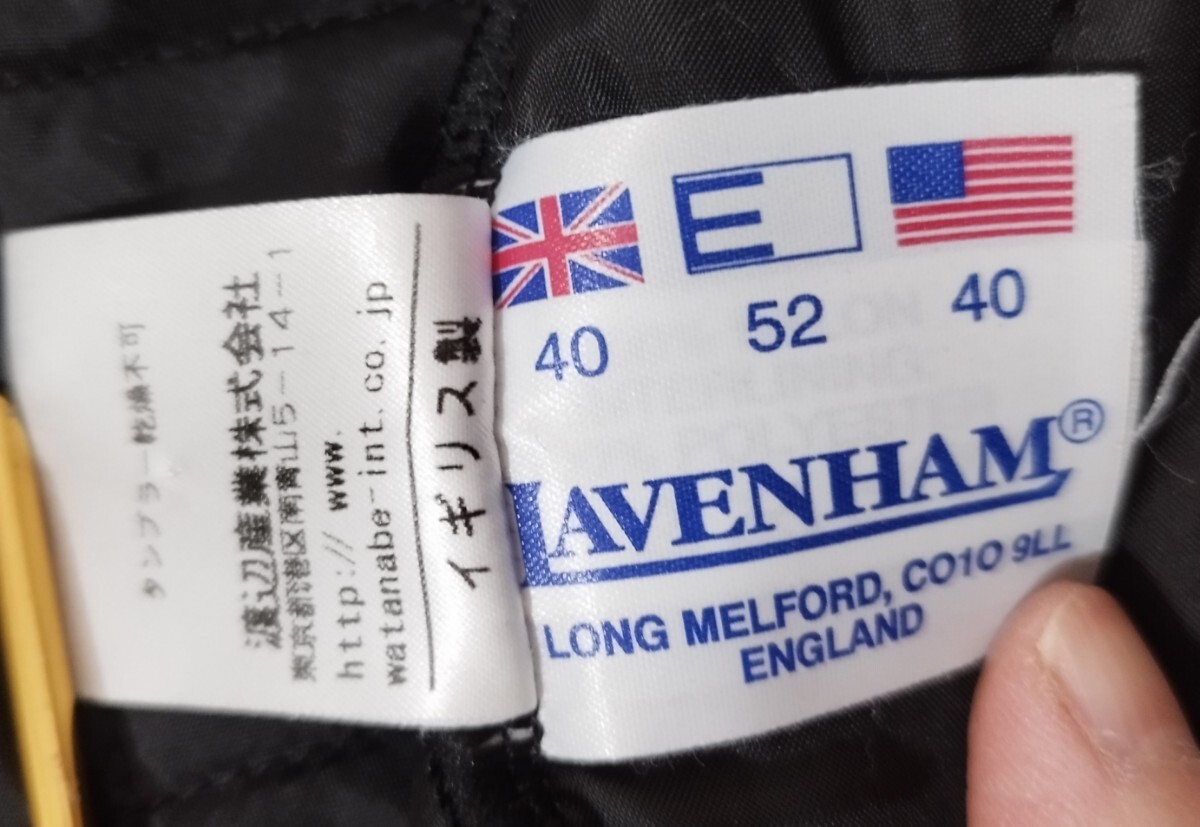 イギリス製
渡辺産業株式会社
東京都港区南青山5-14-1
http://www.
watanabe-int.co.jp
タンブラー乾燥不可
E
40
52
40
LAVENHAM®
LONG MELFORD, CO10 9LL
ENGLAND